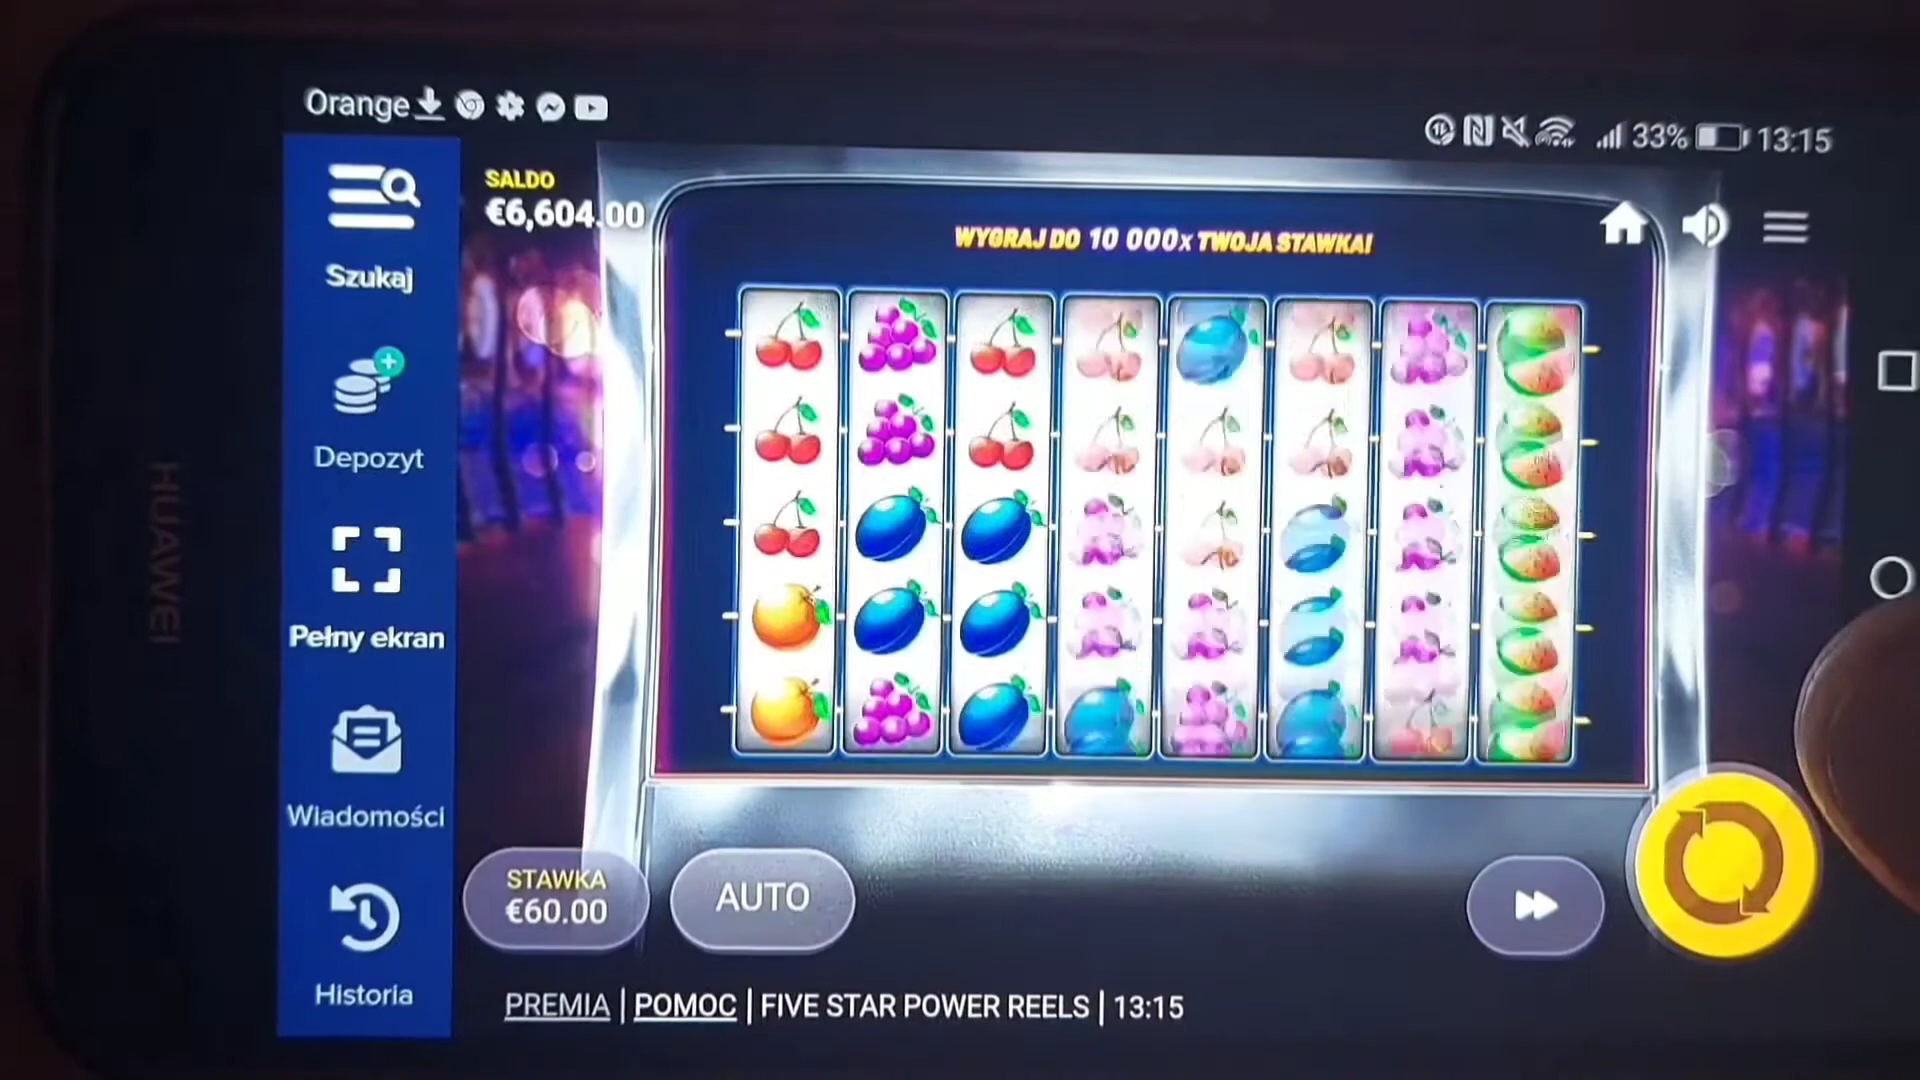 Orange
33% 13:15
SALDO
€6,604.00
WYGRAJ DO 10 000x TWOJA STAWKA!
Szukaj
Depozyt
Pełny ekran
Wiadomości
Historia
HUAWEI
STAWKA
€60.00
AUTO
PREMIA | POMOC | FIVE STAR POWER REELS | 13:15